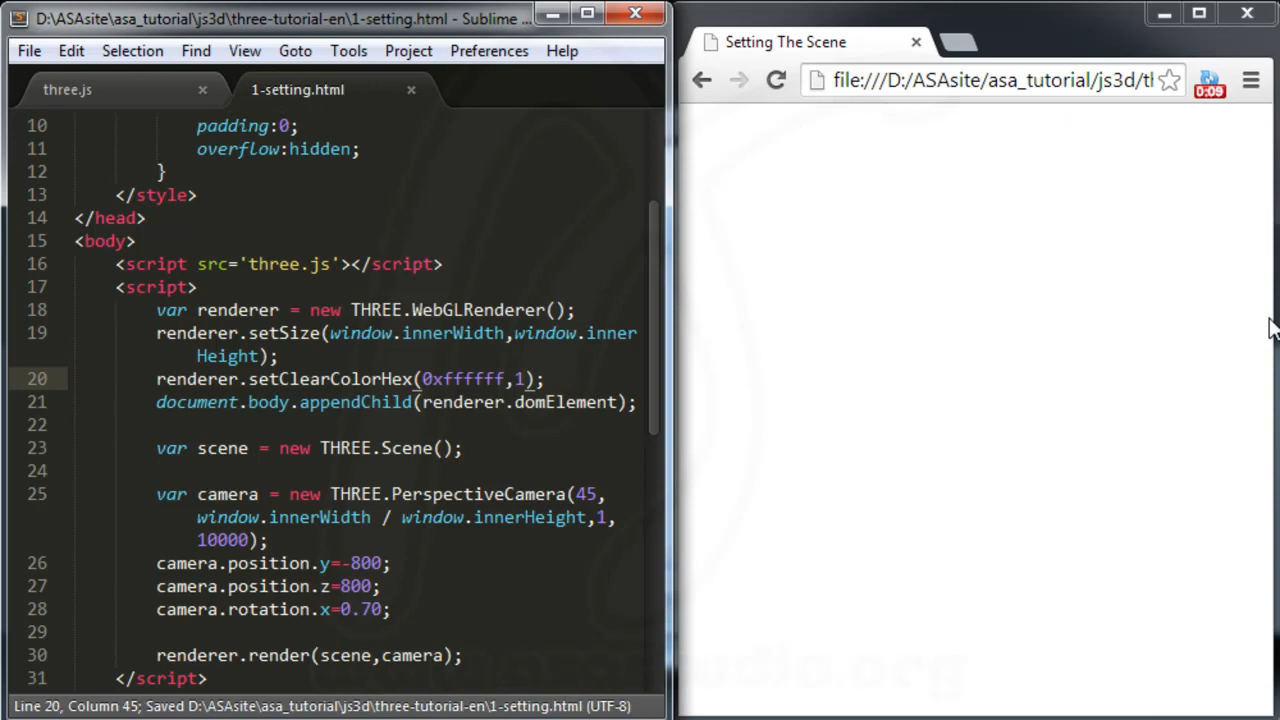 D:\ASAsite\asa_tutorial\js3d\three-tutorial-en\1-setting.html - Sublime ...
File Edit Selection Find View Goto Tools Project Preferences Help
three.js
1-setting.html
10 padding:0;
11 overflow:hidden;
12 }
13 </style>
14 </head>
15 <body>
16 <script src='three.js'></script>
17 <script>
18 var renderer = new THREE.WebGLRenderer();
19 renderer.setSize(window.innerWidth,window.inner
Height);
20 renderer.setClearColorHex(0xffffff,1);
21 document.body.appendChild(renderer.domElement);
22
23 var scene = new THREE.Scene();
24
25 var camera = new THREE.PerspectiveCamera(45,
window.innerWidth / window.innerHeight,1,
10000);
26 camera.position.y=-800;
27 camera.position.z=800;
28 camera.rotation.x=0.70;
29
30 renderer.render(scene,camera);
31 </script>
Line 20, Column 45; Saved D:\ASAsite\asa_tutorial\js3d\three-tutorial-en\1-setting.html (UTF-8)
Setting The Scene
file:///D:/ASAsite/asa_tutorial/js3d/tl
0:09